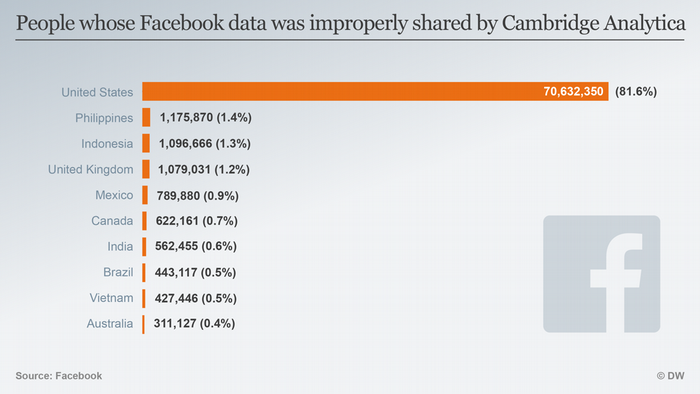 People whose Facebook data was improperly shared by Cambridge Analytica
United States 70,632,350 (81.6%)
Philippines 1,175,870 (1.4%)
Indonesia 1,096,666 (1.3%)
United Kingdom 1,079,031 (1.2%)
Mexico 789,880 (0.9%)
Canada 622,161 (0.7%)
India 562,455 (0.6%)
Brazil 443,117 (0.5%)
Vietnam 427,446 (0.5%)
Australia 311,127 (0.4%)
f
Source: Facebook © DW